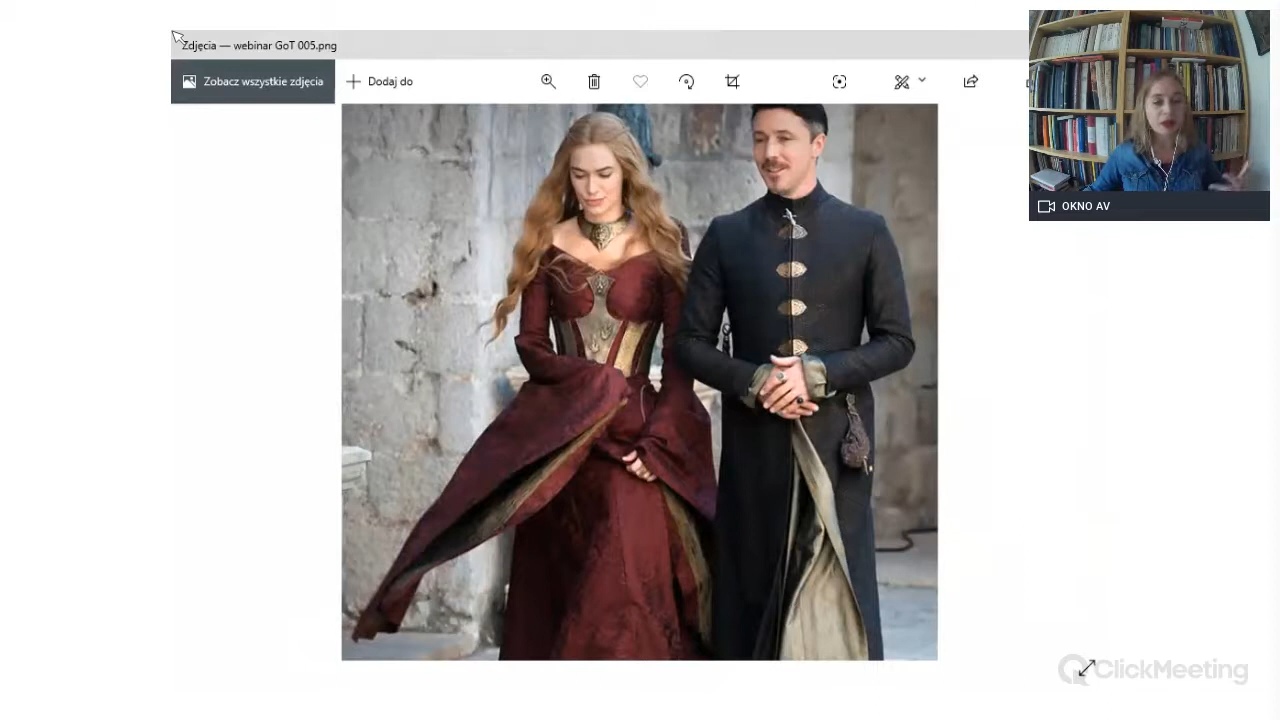 Zdjęcia — webinar GoT 005.png
Zobacz wszystkie zdjęcia
Dodaj do
OKNO AV
ClickMeeting